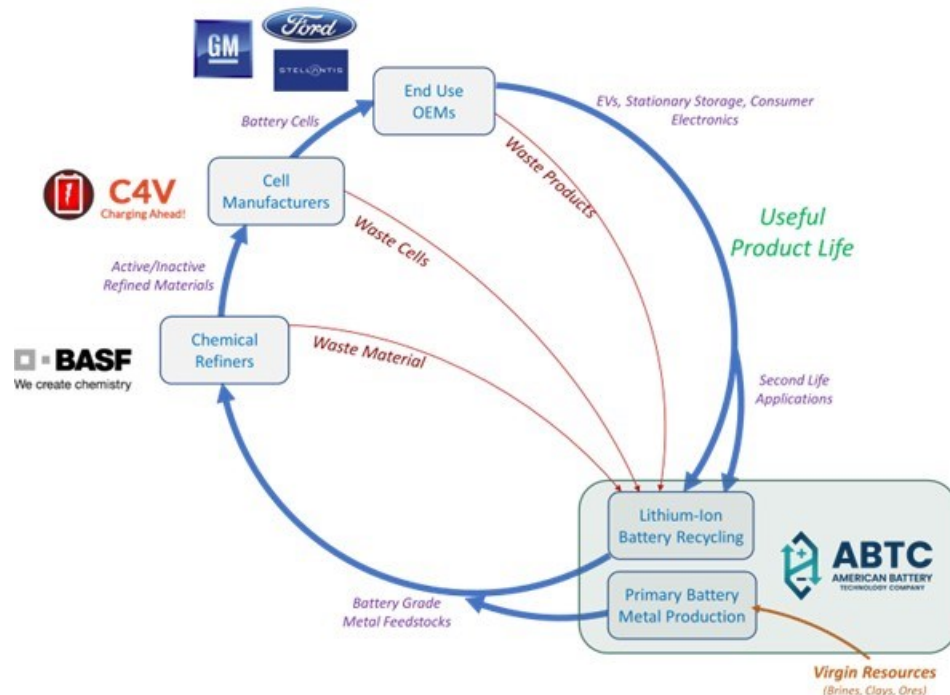 GM
Ford
STELLANTIS
End Use
OEMs
EVs, Stationary Storage, Consumer
Electronics
Battery Cells
Waste Products
C4V
Charging Ahead!
Cell
Manufacturers
Waste Cells
Useful
Product Life
Active/Inactive
Refined Materials
BASF
We create chemistry
Chemical
Refiners
Waste Material
Second Life
Applications
Lithium-Ion
Battery Recycling
ABTC
AMERICAN BATTERY
TECHNOLOGY COMPANY
Primary Battery
Metal Production
Battery Grade
Metal Feedstocks
Virgin Resources
(Brines, Clays, Ores)